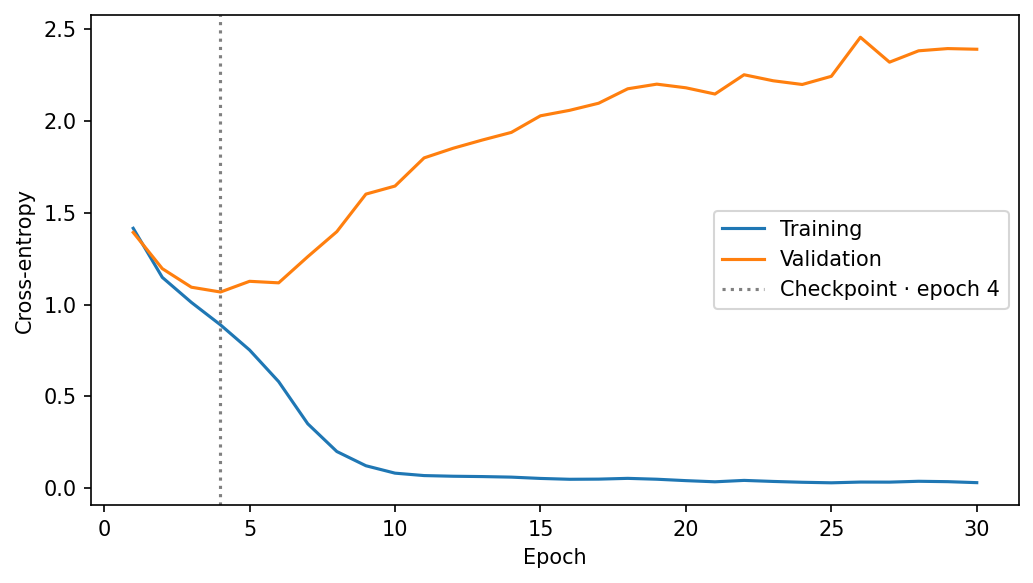 2.5
2.0
1.5
1.0
0.5
0.0
Cross-entropy
Training
Validation
Checkpoint · epoch 4
0 5 10 15 20 25 30
Epoch